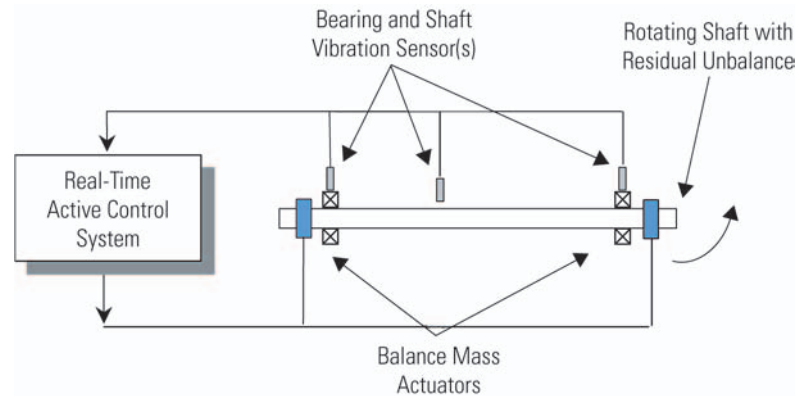 Bearing and Shaft
Vibration Sensor(s)
Rotating Shaft with
Residual Unbalance
Real-Time
Active Control
System
Balance Mass
Actuators